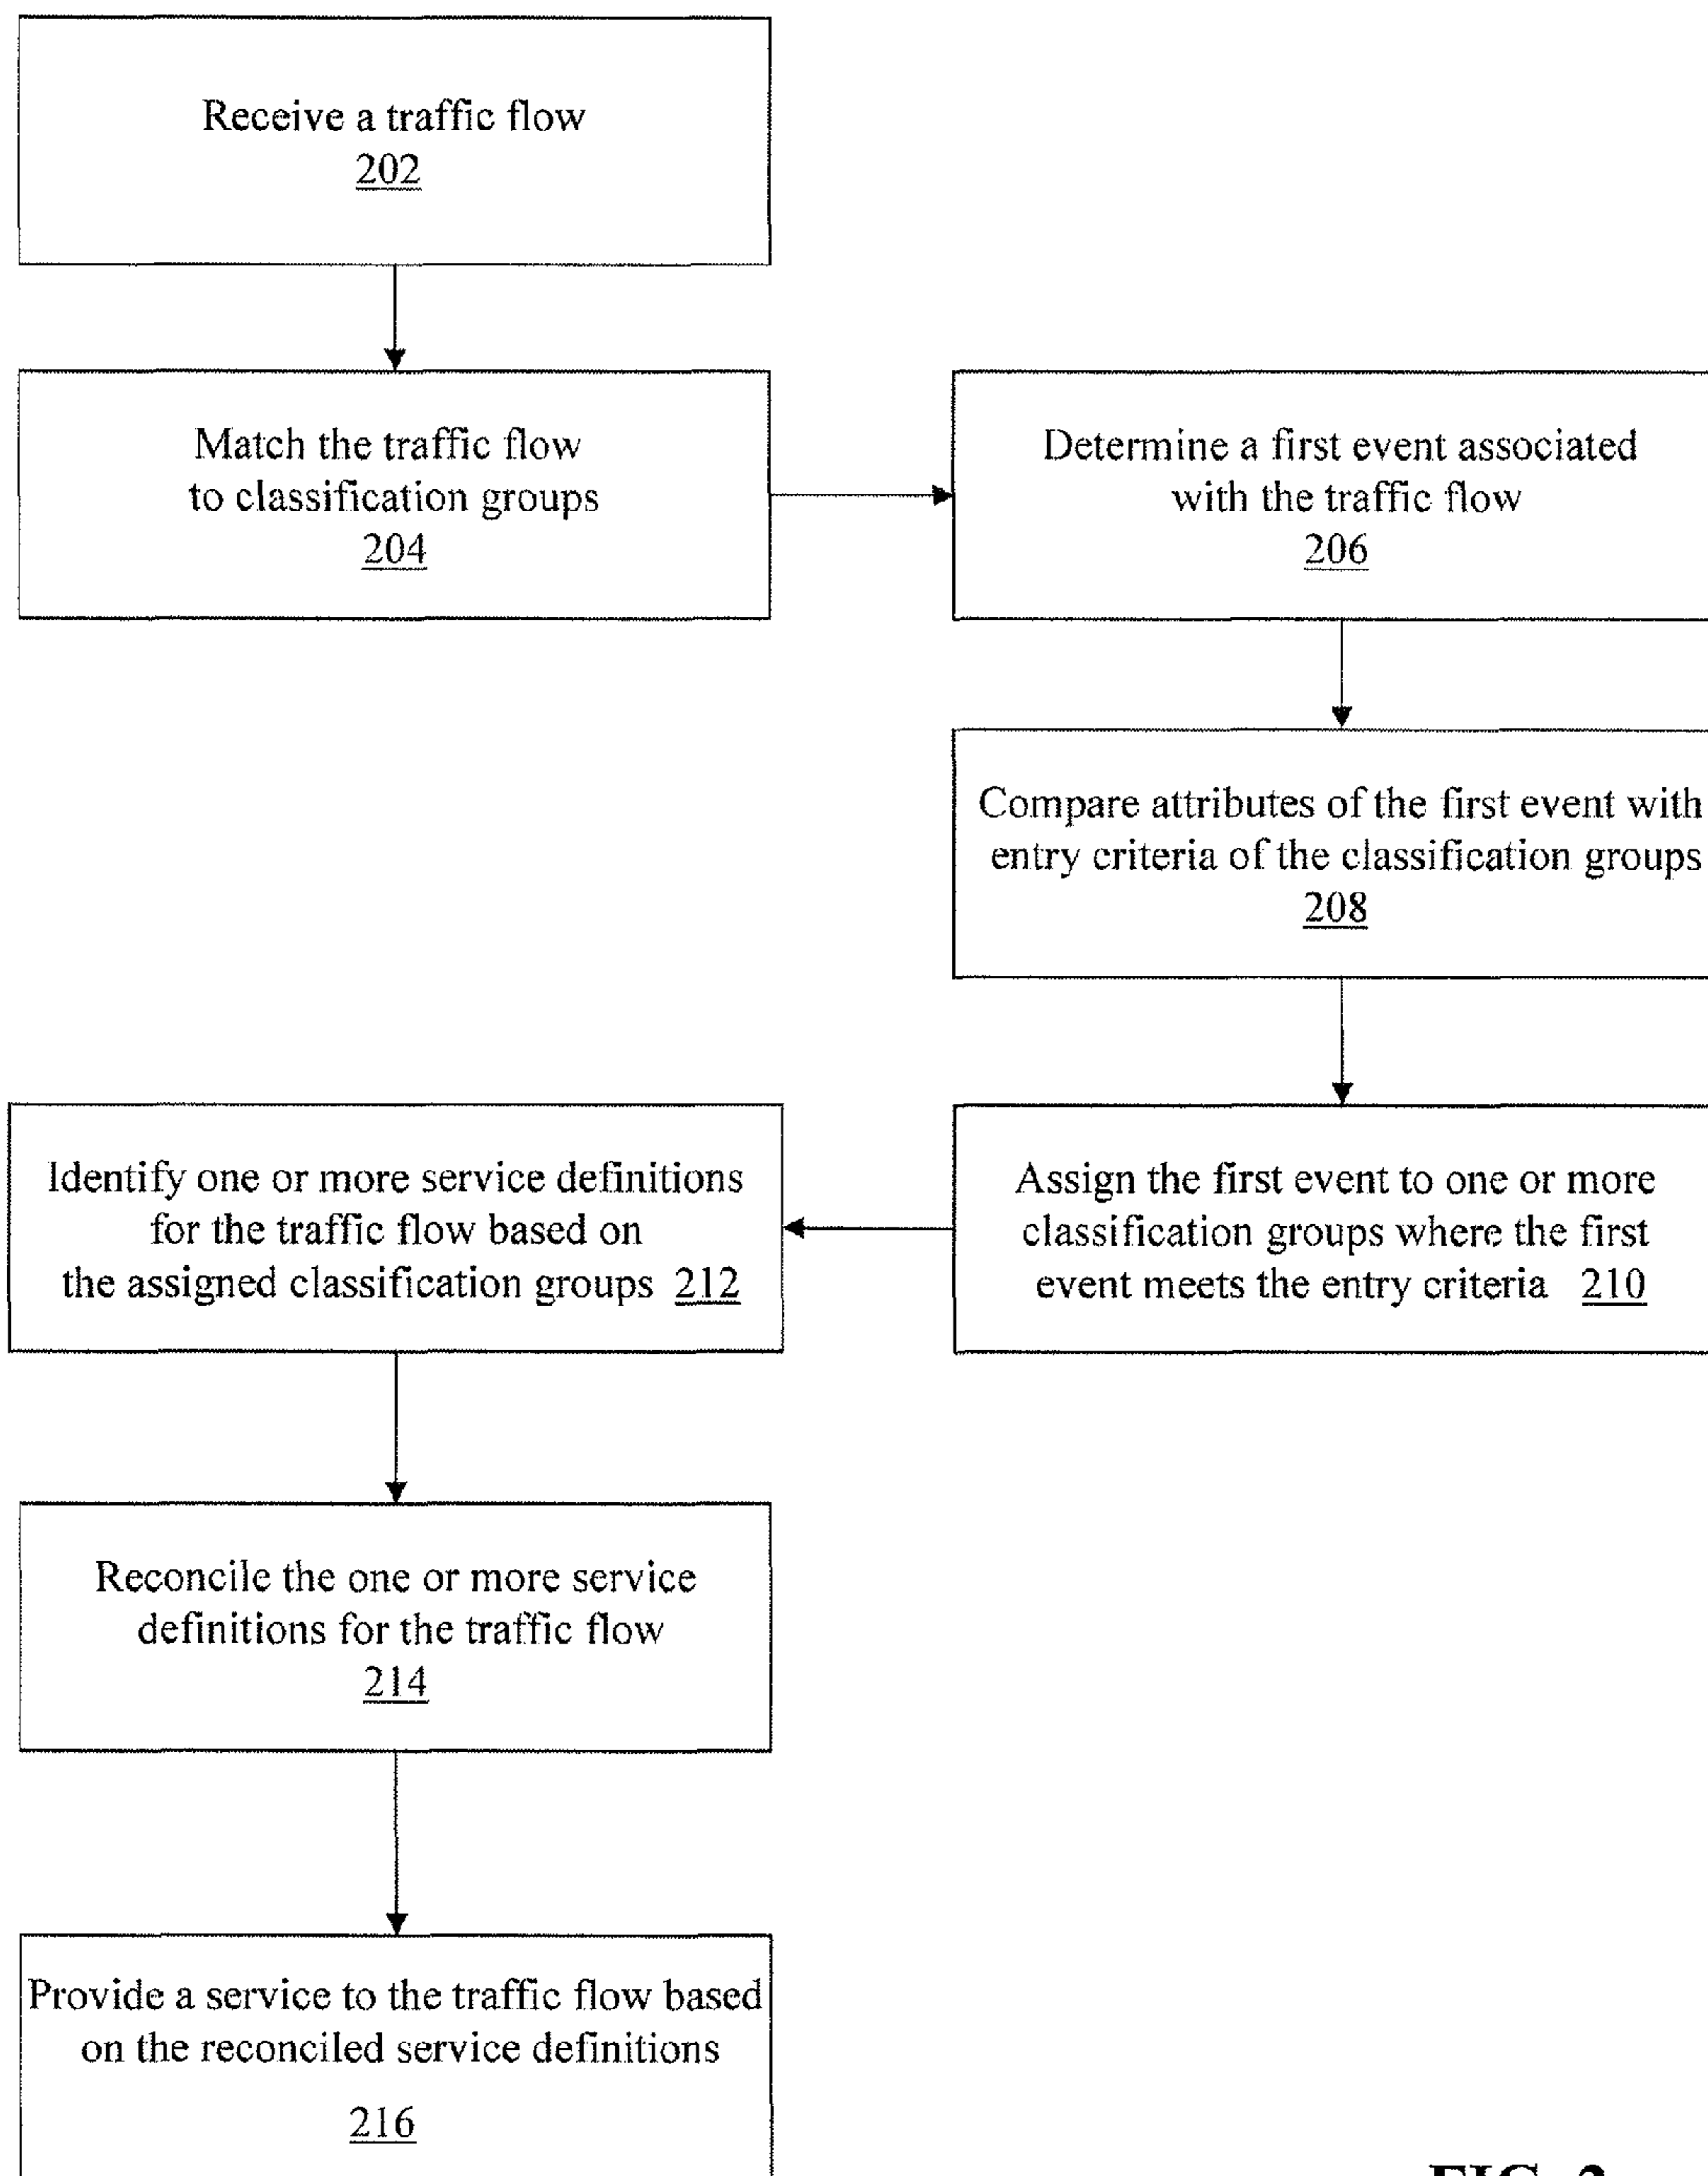 Receive a traffic flow
202
Match the traffic flow
to classification groups
204
Determine a first event associated
with the traffic flow
206
Compare attributes of the first event with
entry criteria of the classification groups
208
Assign the first event to one or more
classification groups where the first
event meets the entry criteria 210
Identify one or more service definitions
for the traffic flow based on
the assigned classification groups 212
Reconcile the one or more service
definitions for the traffic flow
214
Provide a service to the traffic flow based
on the reconciled service definitions
216